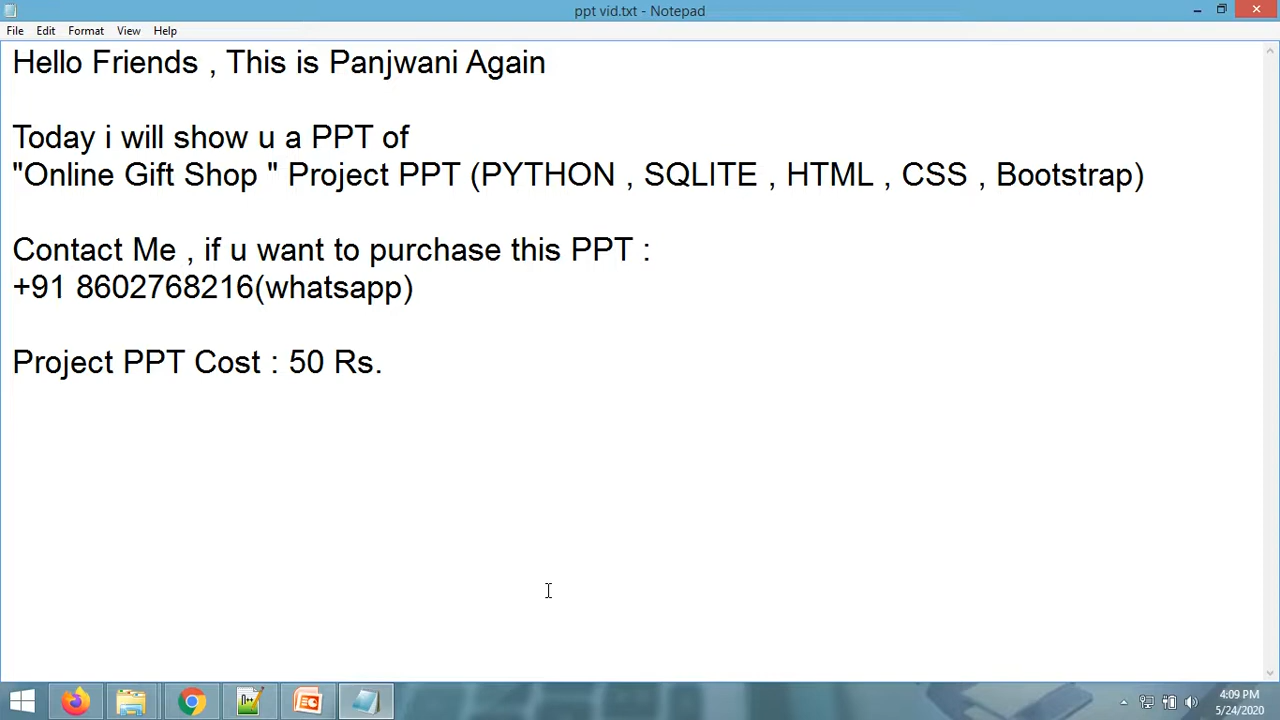 ppt vid.txt - Notepad
File Edit Format View Help
Hello Friends , This is Panjwani Again
Today i will show u a PPT of
"Online Gift Shop " Project PPT (PYTHON , SQLITE , HTML , CSS , Bootstrap)
Contact Me , if u want to purchase this PPT :
+91 8602768216(whatsapp)
Project PPT Cost : 50 Rs.
4:09 PM
5/24/2020